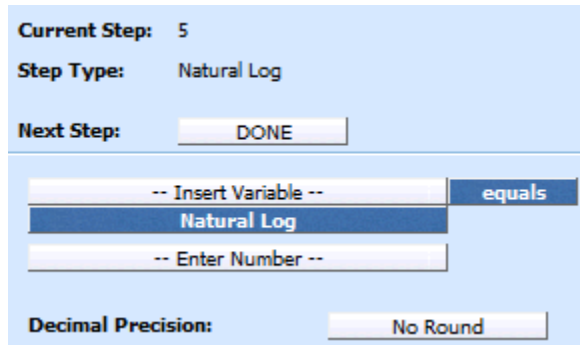 Current Step: 5
Step Type: Natural Log
Next Step: DONE
-- Insert Variable -- equals
Natural Log
-- Enter Number --
Decimal Precision: No Round